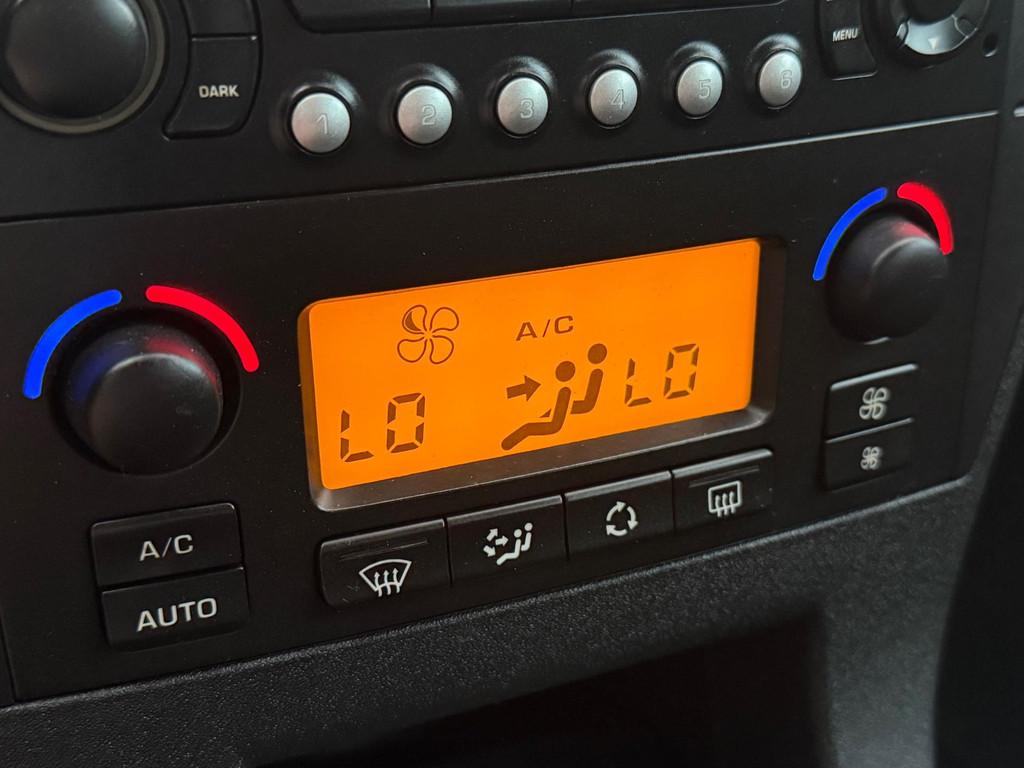 MENU
DARK
1 2 3 4 5 6
A/C
LO LO
A/C
AUTO